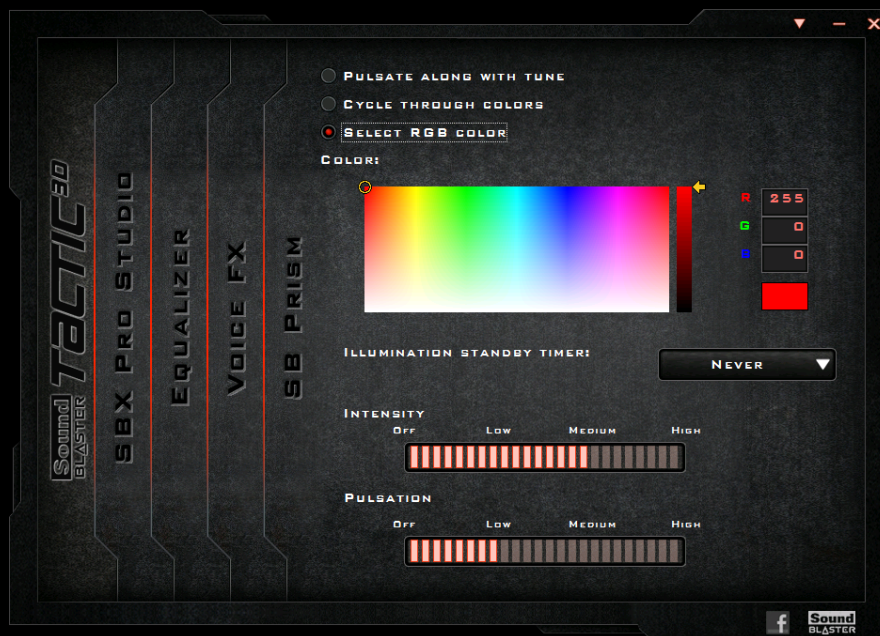 Sound BLASTER TACTIC 3D
SBX Pro Studio
Equalizer
Voice FX
SB Prism
Pulsate along with tune
Cycle through colors
Select RGB color
Color:
R 255
G 0
B 0
Illumination standby timer:
Never
Intensity
Off Low Medium High
Pulsation
Off Low Medium High
f
Sound BLASTER